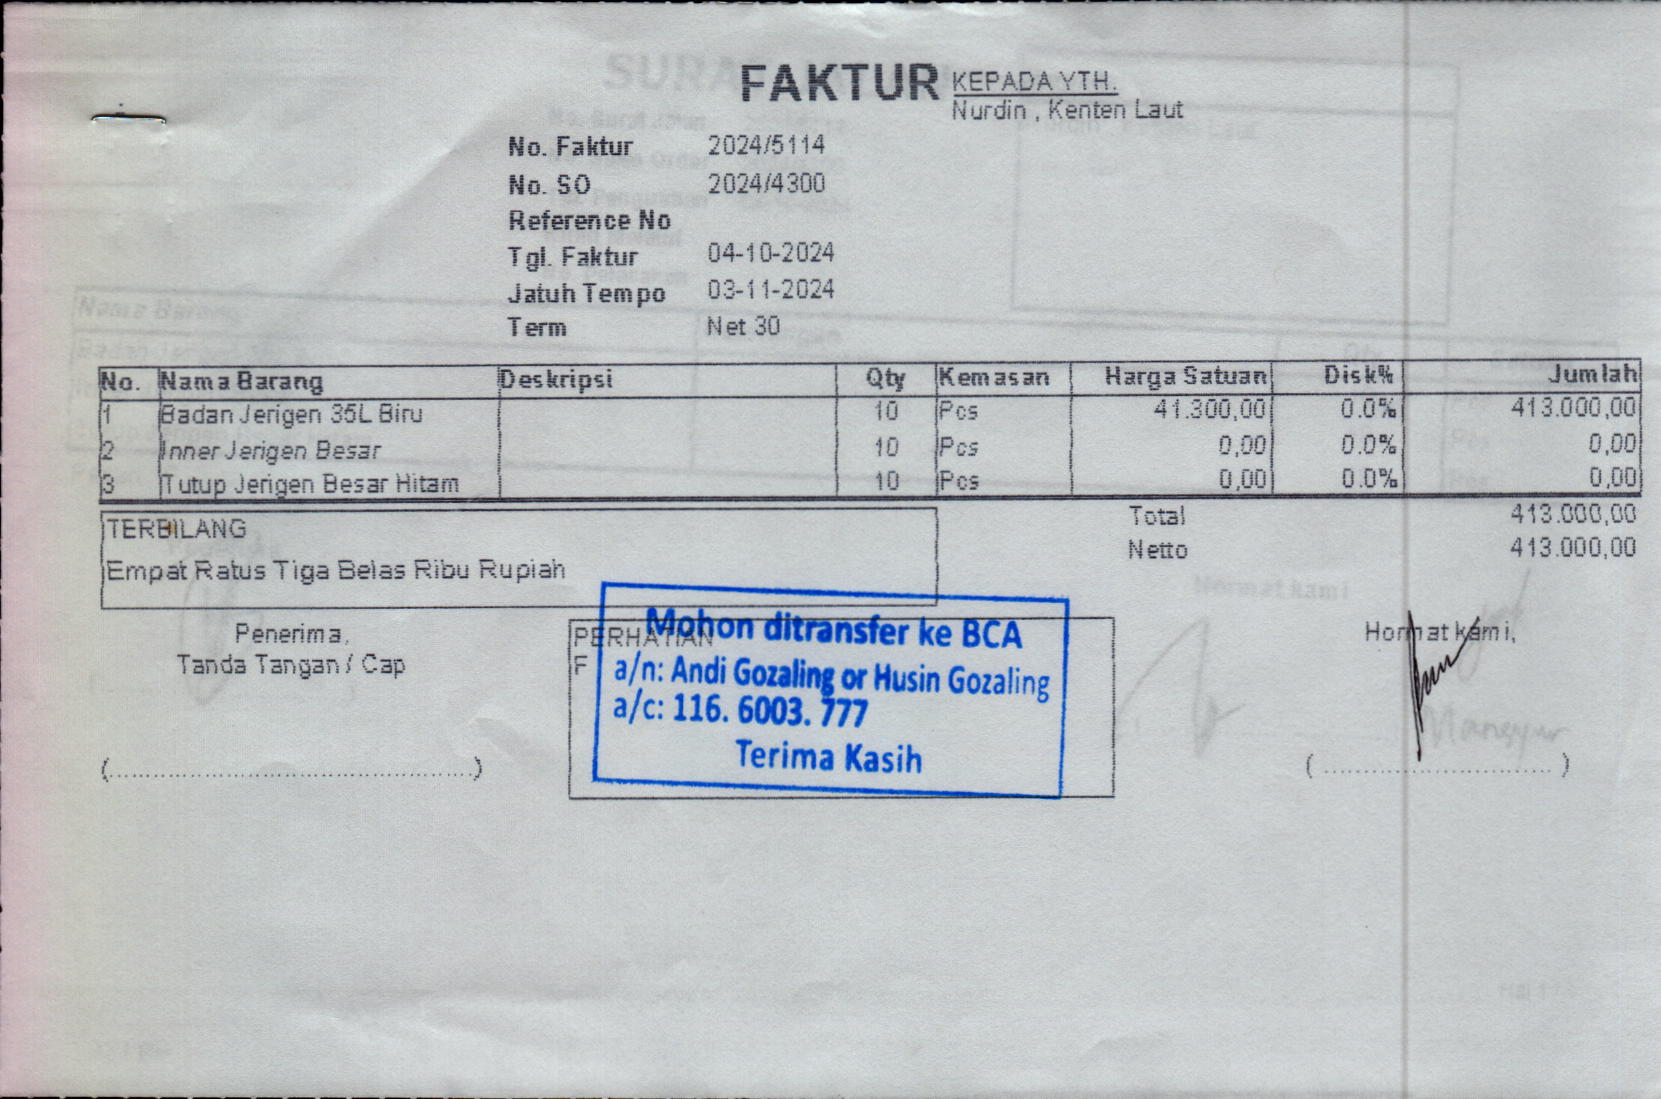 FAKTUR
KEPADA YTH.
Nurdin , Kenten Laut
No. Faktur 2024/5114
No. SO 2024/4300
Reference No
Tgl. Faktur 04-10-2024
Jatuh Tempo 03-11-2024
Term Net 30
No. Nama Barang Deskripsi Qty Kemasan Harga Satuan Disk% Jumlah
1 Badan Jerigen 35L Biru 10 Pcs 41.300,00 0.0% 413.000,00
2 Inner Jerigen Besar 10 Pcs 0,00 0.0% 0,00
3 Tutup Jerigen Besar Hitam 10 Pcs 0,00 0.0% 0,00
Total 413.000,00
Netto 413.000,00
TERBILANG
Empat Ratus Tiga Belas Ribu Rupiah
Penerima,
Tanda Tangan / Cap
(..................................................)
PERHATIAN
F
Mohon ditransfer ke BCA
a/n: Andi Gozaling or Husin Gozaling
a/c: 116. 6003. 777
Terima Kasih
Hormat kami,
( ................................ )